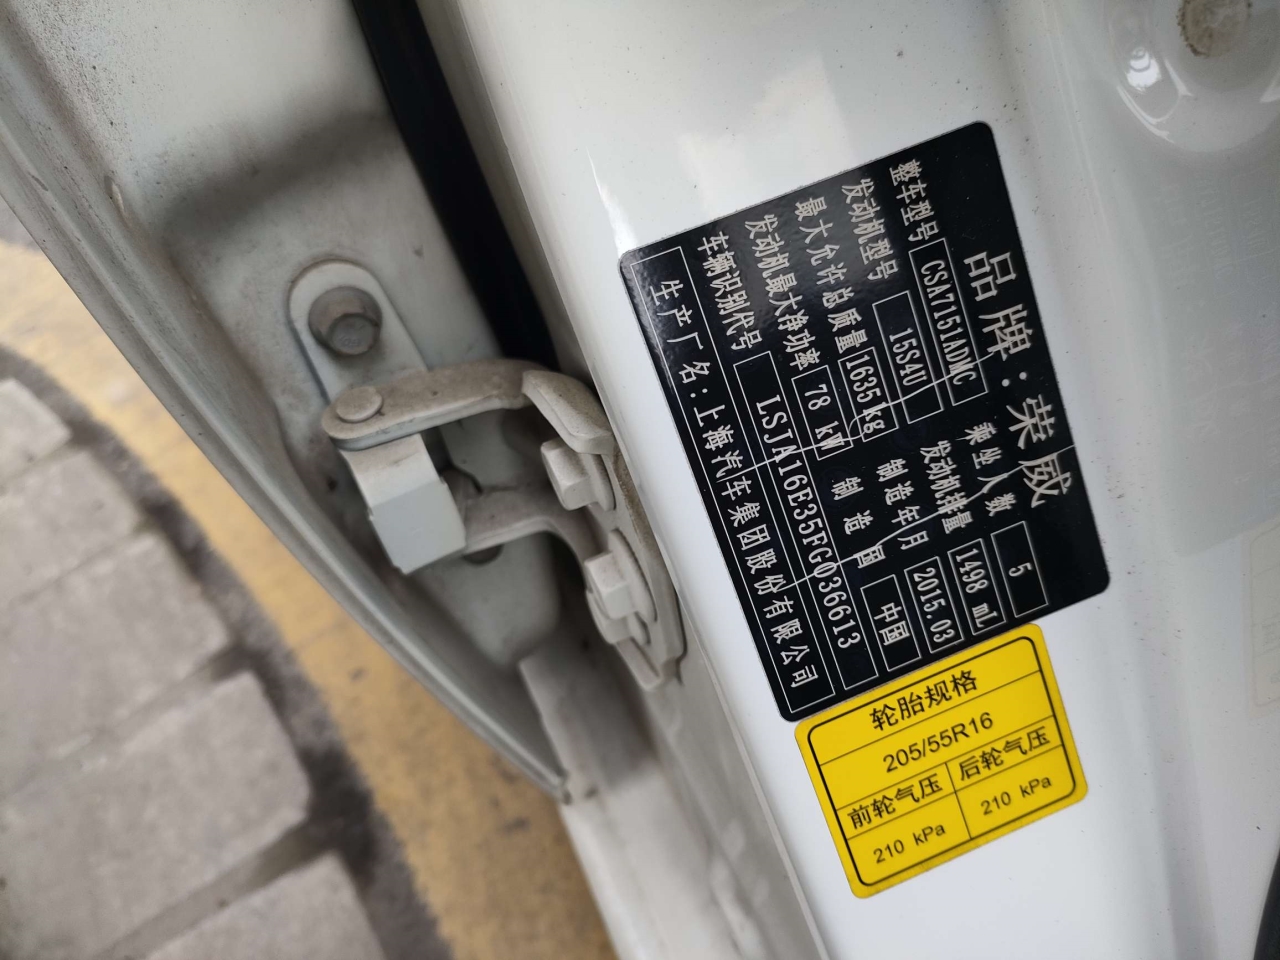 品牌：荣威
整车型号 CSA7151ADMC 乘坐人数 5
发动机型号 15S4U 发动机排量 1498 mL
最大允许总质量 1635 kg 制造年月 2015.03
发动机最大净功率 78 kW 制造国 中国
车辆识别代号 LSJA16E35FG036613
生产厂名：上海汽车集团股份有限公司
轮胎规格
205/55R16
前轮气压 后轮气压
210 kPa 210 kPa